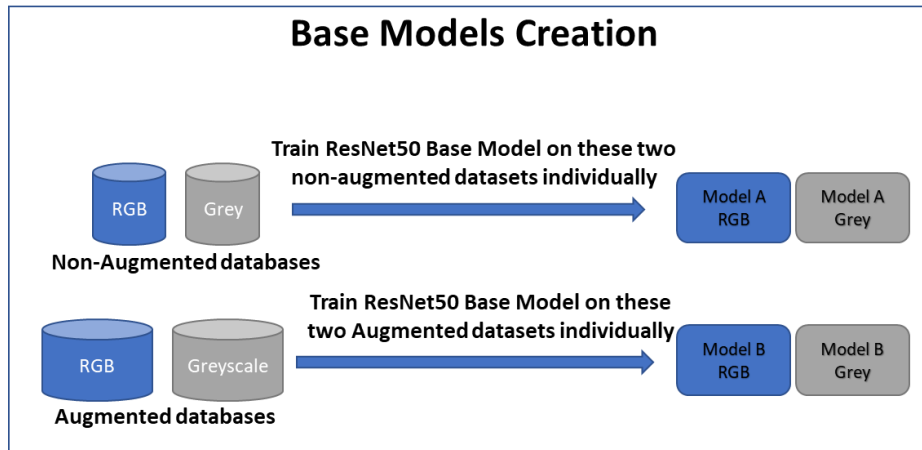 Base Models Creation
Train ResNet50 Base Model on these two
non-augmented datasets individually
RGB
Grey
Model A
RGB
Model A
Grey
Non-Augmented databases
Train ResNet50 Base Model on these
two Augmented datasets individually
RGB
Greyscale
Model B
RGB
Model B
Grey
Augmented databases